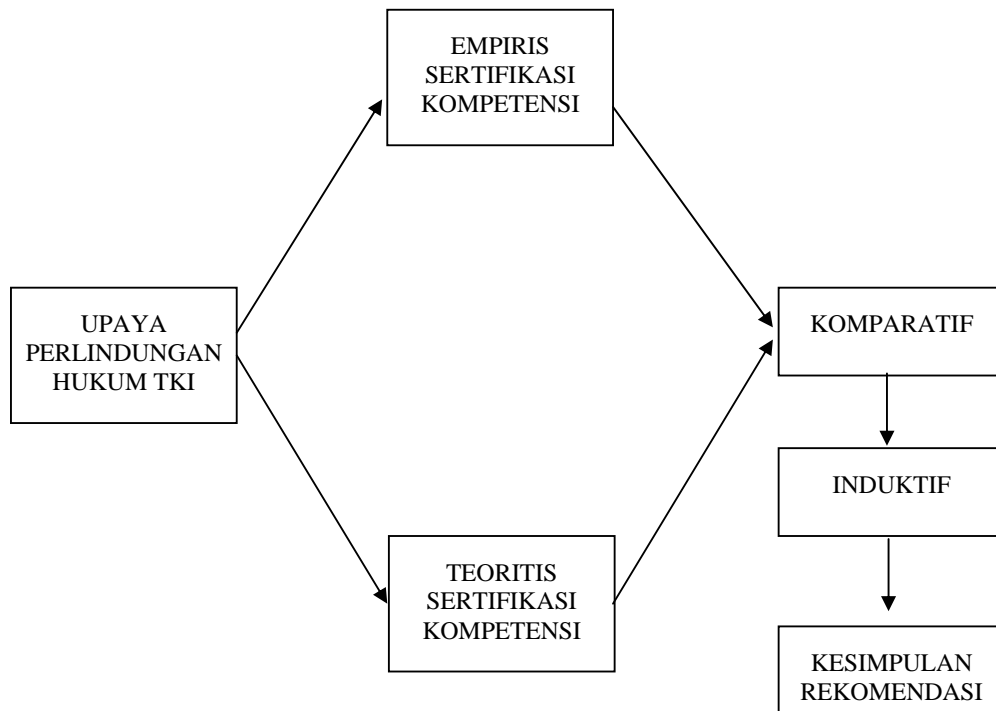 EMPIRIS
SERTIFIKASI
KOMPETENSI
UPAYA
PERLINDUNGAN
HUKUM TKI
KOMPARATIF
INDUKTIF
TEORITIS
SERTIFIKASI
KOMPETENSI
KESIMPULAN
REKOMENDASI